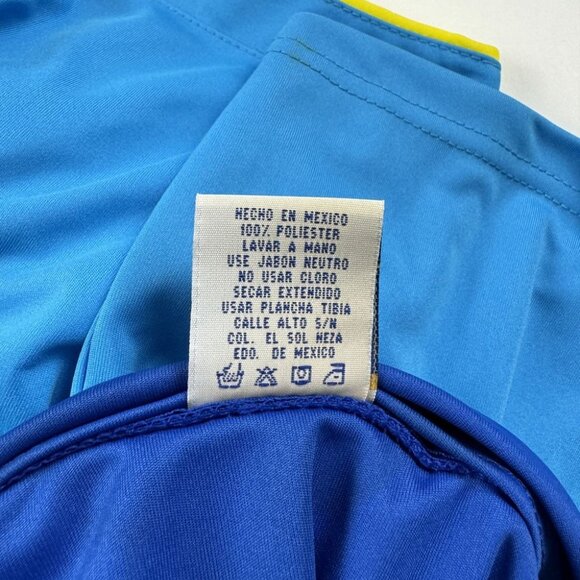 HECHO EN MEXICO
100% POLIESTER
LAVAR A MANO
USE JABON NEUTRO
NO USAR CLORO
SECAR EXTENDIDO
USAR PLANCHA TIBIA
CALLE ALTO S/N
COL. EL SOL NEZA
EDO. DE MEXICO